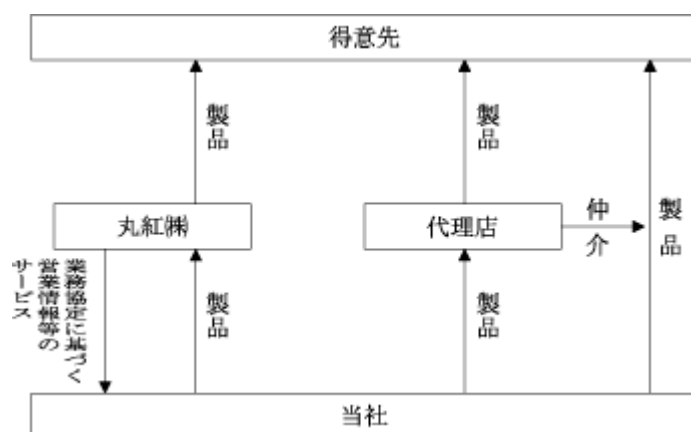 得意先
製品
製品
製品
丸紅㈱
代理店
仲介
業務協定に基づく
営業情報等の
サービス
製品
製品
当社